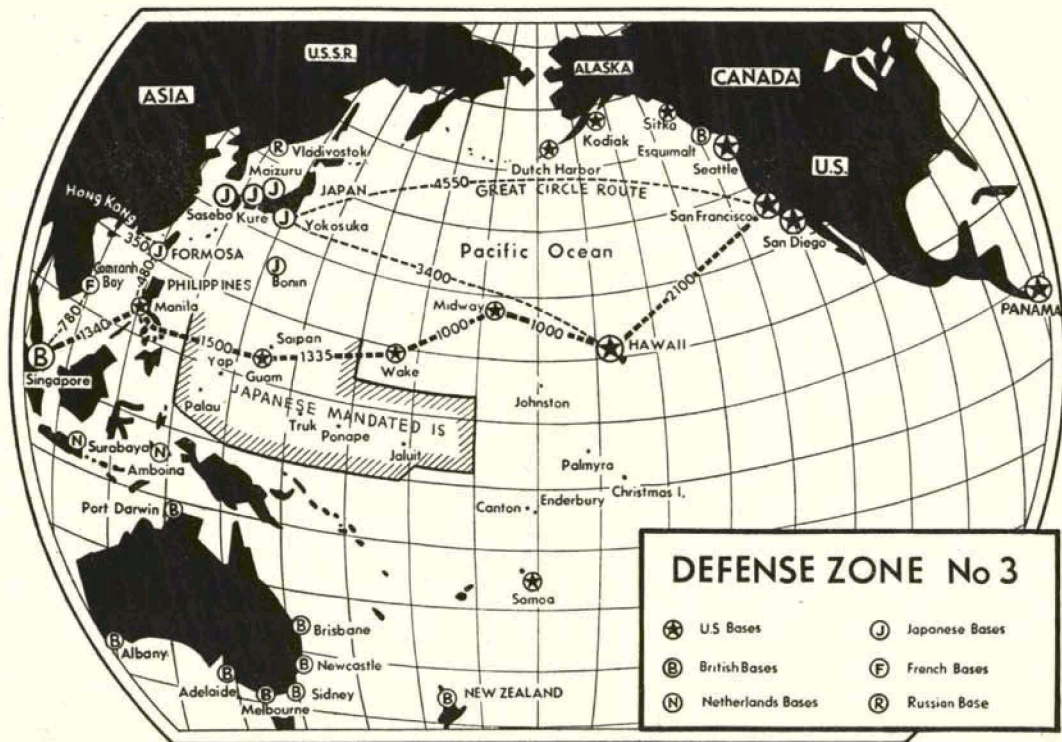 U.S.S.R.
ALASKA
CANADA
ASIA
Sitka
Kodiak
B
Esquimalt
R
Vladivostok
Dutch Harbor
Seattle
Maizuru
4550
U.S.
J J J
JAPAN
GREAT CIRCLE ROUTE
Hong Kong
Sasebo
Kure
J
Yokosuka
San Francisco
San Diego
350
J
FORMOSA
Pacific Ocean
Camranh
Bay
F
480
J
Bonin
3400
2100
PHILIPPINES
Manila
Midway
PANAMA
780
1340
1500
Saipan
1000
1000
HAWAII
B
Singapore
Yap
Guam
1335
Wake
Palau
JAPANESE MANDATED IS
Johnston
Truk
Ponape
Jaluit
N
Surabaya
N
Amboina
Palmyra
Christmas I.
Enderbury
Canton
Port Darwin
B
DEFENSE ZONE No 3
Samoa
U.S Bases
J Japanese Bases
B
Brisbane
B
Albany
B British Bases
F French Bases
B
Newcastle
B
Adelaide
B
Melbourne
B
Sidney
B
NEW ZEALAND
N Netherlands Bases
R Russian Base